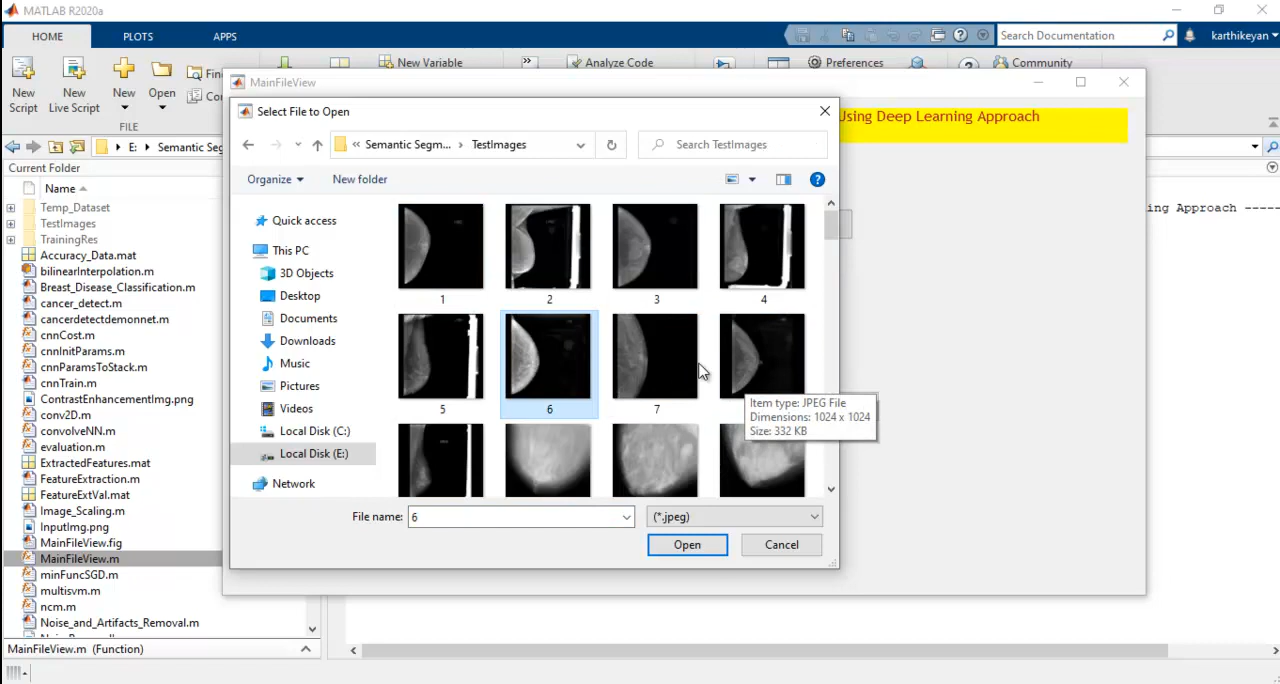 MATLAB R2020a
HOME PLOTS APPS
Search Documentation
karthikeyan
New Script
New Live Script
New
Open
Fin
Co
New Variable
Analyze Code
Preferences
Community
FILE
E: Semantic Seg
Current Folder
Name
Temp_Dataset
TestImages
TrainingRes
Accuracy_Data.mat
bilinearInterpolation.m
Breast_Disease_Classification.m
cancer_detect.m
cancerdetectdemonnet.m
cnnCost.m
cnnInitParams.m
cnnParamsToStack.m
cnnTrain.m
ContrastEnhancementImg.png
conv2D.m
convolveNN.m
evaluation.m
ExtractedFeatures.mat
FeatureExtraction.m
FeatureExtVal.mat
Image_Scaling.m
InputImg.png
MainFileView.fig
MainFileView.m
minFuncSGD.m
multisvm.m
ncm.m
Noise_and_Artifacts_Removal.m
MainFileView.m (Function)
MainFileView
Using Deep Learning Approach
ing Approach -----
Select File to Open
« Semantic Segm... TestImages
Search TestImages
Organize New folder
Quick access
This PC
3D Objects
Desktop
Documents
Downloads
Music
Pictures
Videos
Local Disk (C:)
Local Disk (E:)
Network
1 2 3 4
5 6 7
Item type: JPEG File
Dimensions: 1024 x 1024
Size: 332 KB
File name: 6 (*.jpeg)
Open Cancel